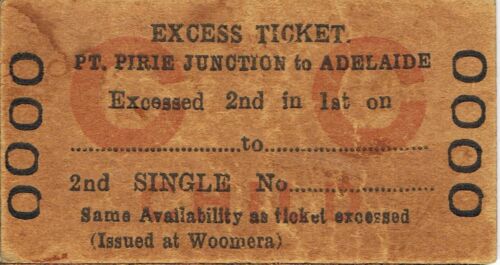 EXCESS TICKET.
PT. PIRIE JUNCTION to ADELAIDE
Excessed 2nd in 1st on
....................to....................
2nd SINGLE No....................
Same Availability as ticket excessed
(Issued at Woomera)
0000
0000
C C